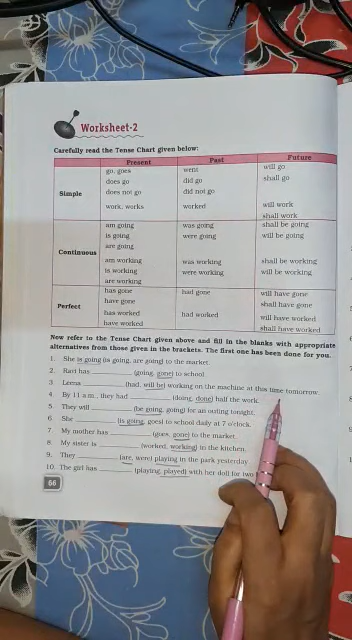 Worksheet-2
Carefully read the Tense Chart given below:
Present Past Future
Simple
go, goes went will go
does go did go shall go
does not go did not go
work, works worked will work
shall work
Continuous
am going was going shall be going
is going were going will be going
are going
am working was working shall be working
is working were working will be working
are working
Perfect
has gone had gone will have gone
have gone shall have gone
has worked had worked will have worked
have worked shall have worked
Now refer to the Tense Chart given above and fill in the blanks with appropriate
alternatives from those given in the brackets. The first one has been done for you.
1. She is going (is going, are going) to the market.
2. Ravi has ________ (going, gone) to school.
3. Leena ________ (had, will be) working on the machine at this time tomorrow.
4. By 11 a.m., they had ________ (doing, done) half the work.
5. They will ________ (be going, going) for an outing tonight.
6. She ________ (is going, goes) to school daily at 7 o'clock.
7. My mother has ________ (goes, gone) to the market.
8. My sister is ________ (worked, working) in the kitchen.
9. They ________ (are, were) playing in the park yesterday
10. The girl has ________ (playing, played) with her doll for two
66